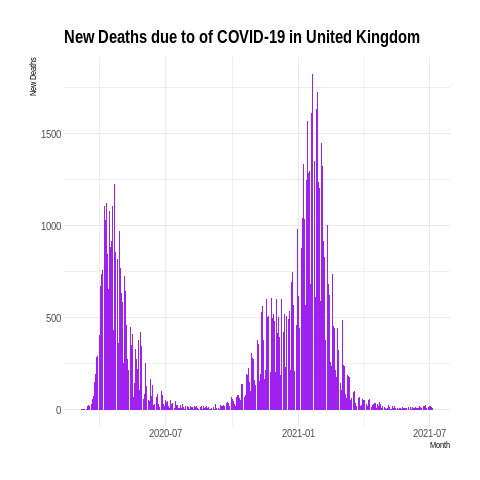 New Deaths due to of COVID-19 in United Kingdom
New Deaths
1500
1000
500
0
2020-07
2021-01
2021-07
Month